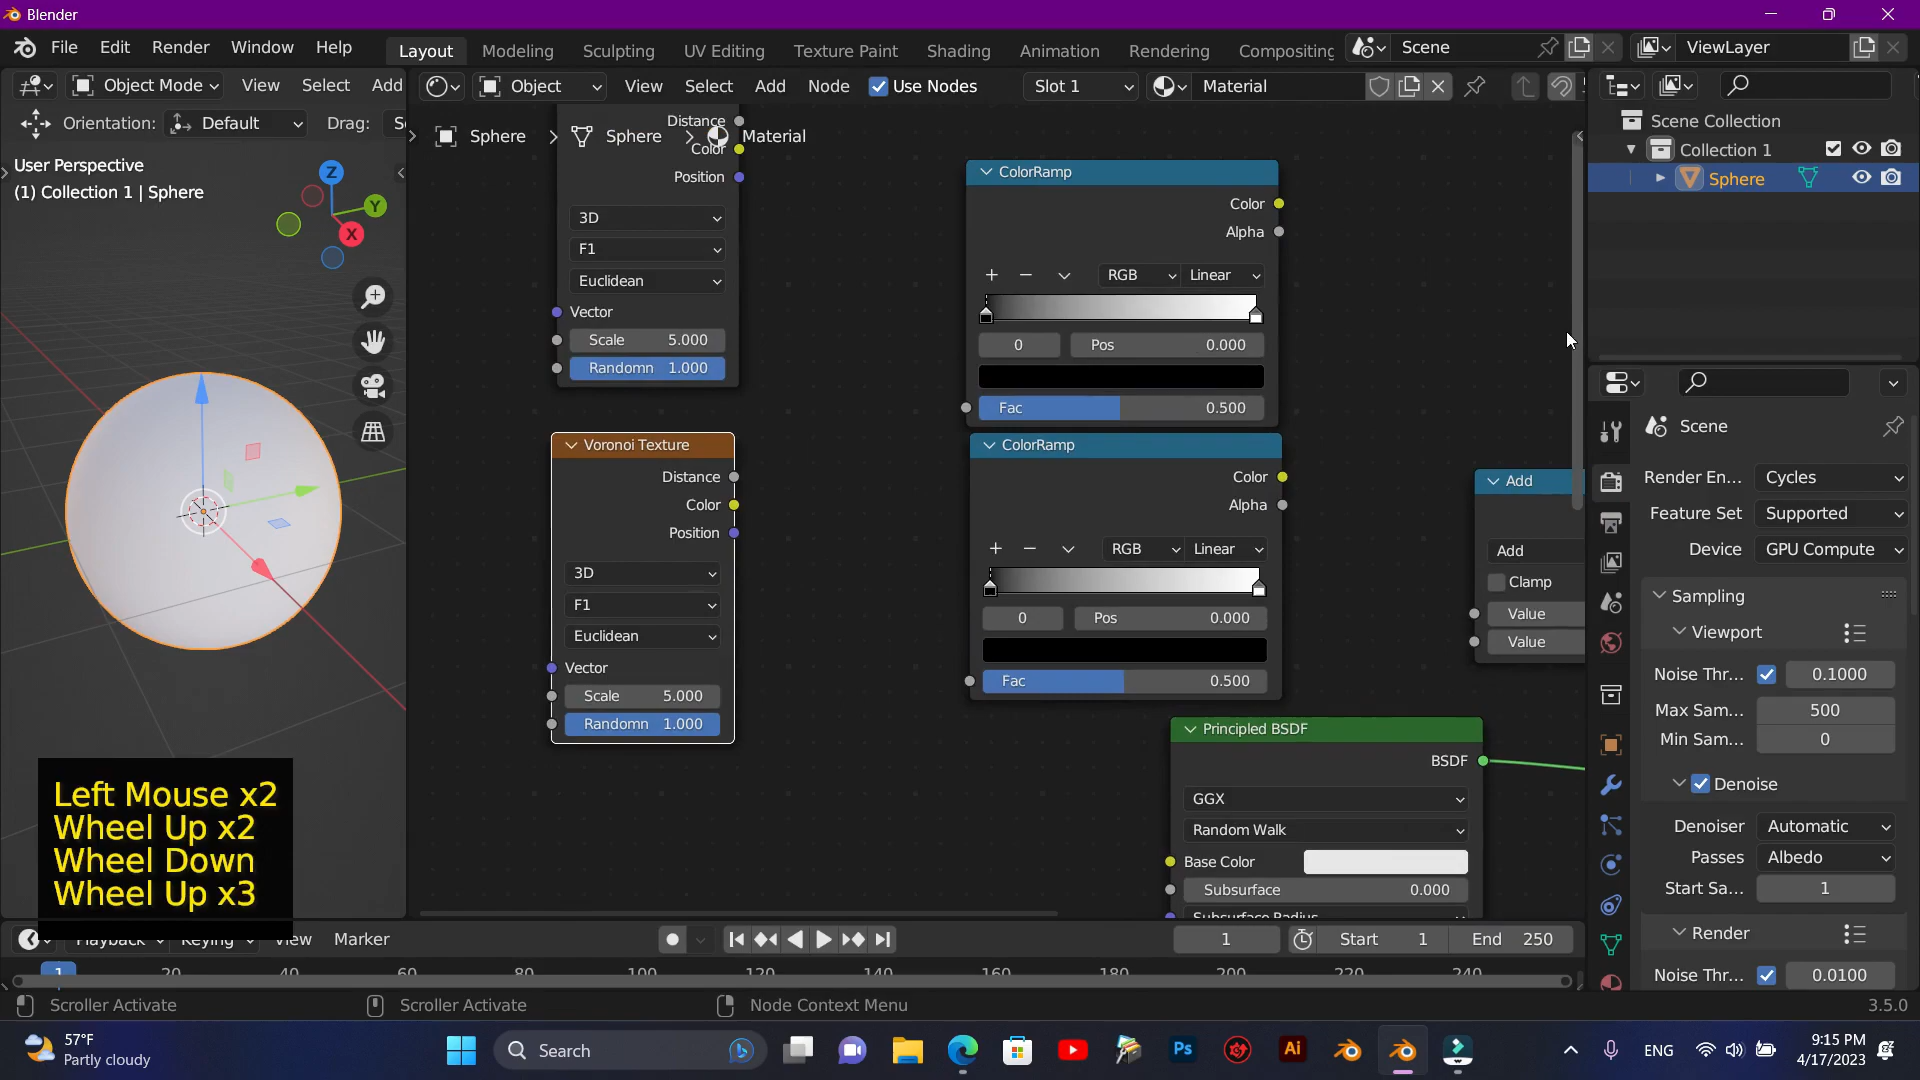 Blender
File Edit Render Window Help
Layout Modeling Sculpting UV Editing Texture Paint Shading Animation Rendering Compositing
Scene
ViewLayer
Object Mode View Select Add
Object View Select Add Node Use Nodes Slot 1 Material
Orientation: Default Drag:
User Perspective
(1) Collection 1 | Sphere
Z
Y
X
Sphere Sphere Material
Distance
Color
Position
3D
F1
Euclidean
Vector
Scale 5.000
Randomn 1.000
Voronoi Texture
Distance
Color
Position
3D
F1
Euclidean
Vector
Scale 5.000
Randomn 1.000
ColorRamp
Color
Alpha
RGB Linear
0 Pos 0.000
Fac 0.500
ColorRamp
Color
Alpha
RGB Linear
0 Pos 0.000
Fac 0.500
Add
Add
Clamp
Value
Value
Principled BSDF
BSDF
GGX
Random Walk
Base Color
Subsurface 0.000
Subsurface Radius
Scene Collection
Collection 1
Sphere
Scene
Render En... Cycles
Feature Set Supported
Device GPU Compute
Sampling
Viewport
Noise Thr... 0.1000
Max Sam... 500
Min Sam... 0
Denoise
Denoiser Automatic
Passes Albedo
Start Sa... 1
Render
Noise Thr... 0.0100
Left Mouse x2
Wheel Up x2
Wheel Down
Wheel Up x3
Playback Keying View Marker
1 Start 1 End 250
1 20 40 60 80 100 120 140 160 180 200 220 240
Scroller Activate Scroller Activate Node Context Menu 3.5.0
57°F
Partly cloudy
Search
Ps
Ai
ENG
9:15 PM
4/17/2023